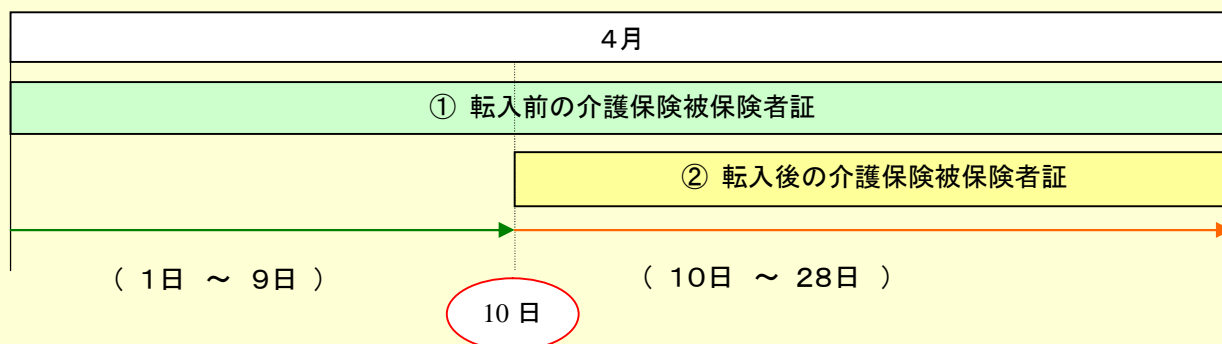 ４月
① 転入前の介護保険被保険者証
② 転入後の介護保険被保険者証
（ １日 ～ ９日 ）
（ １０日 ～ ２８日 ）
10 日